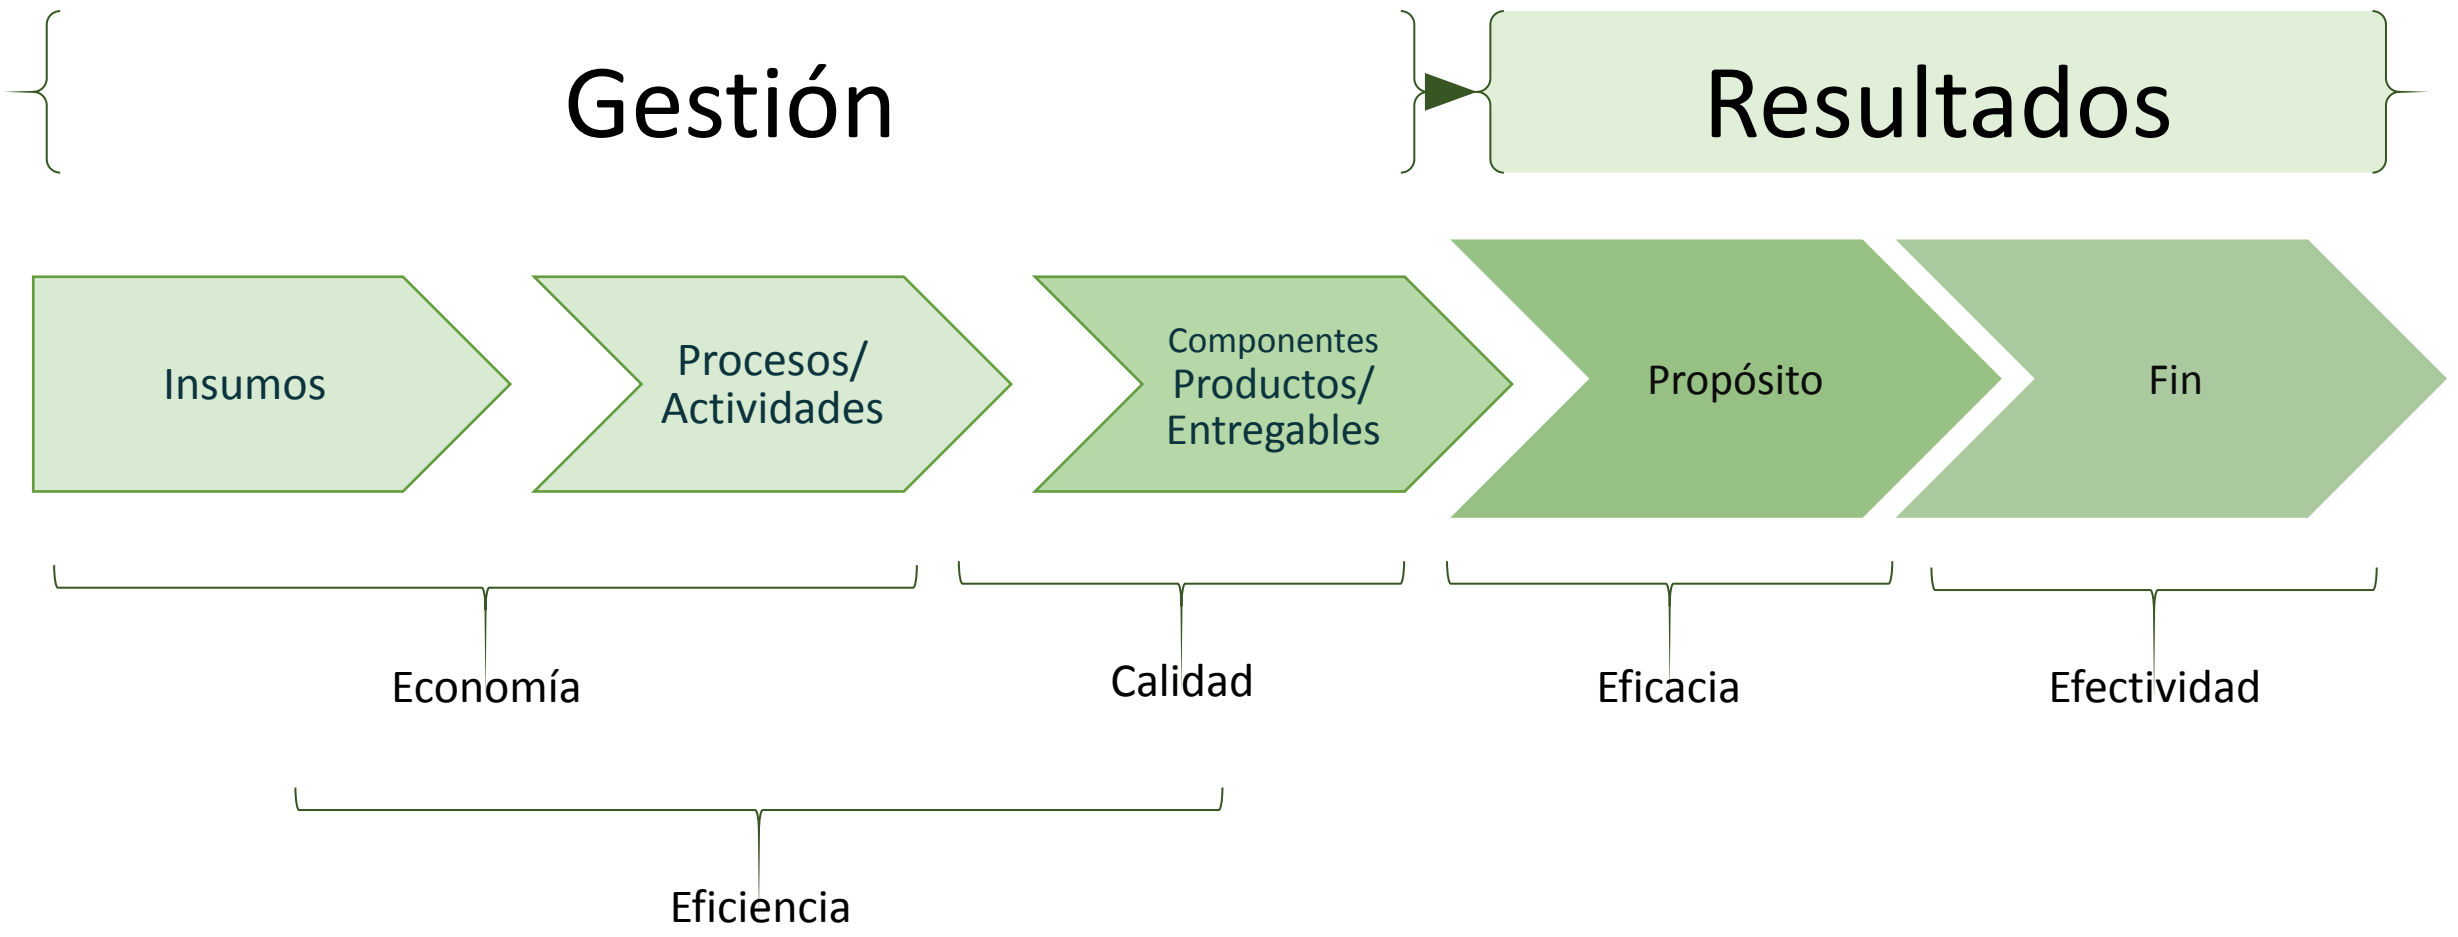 Gestión
Resultados
Insumos
Procesos/
Actividades
Componentes
Productos/
Entregables
Propósito
Fin
Economía
Calidad
Eficacia
Efectividad
Eficiencia